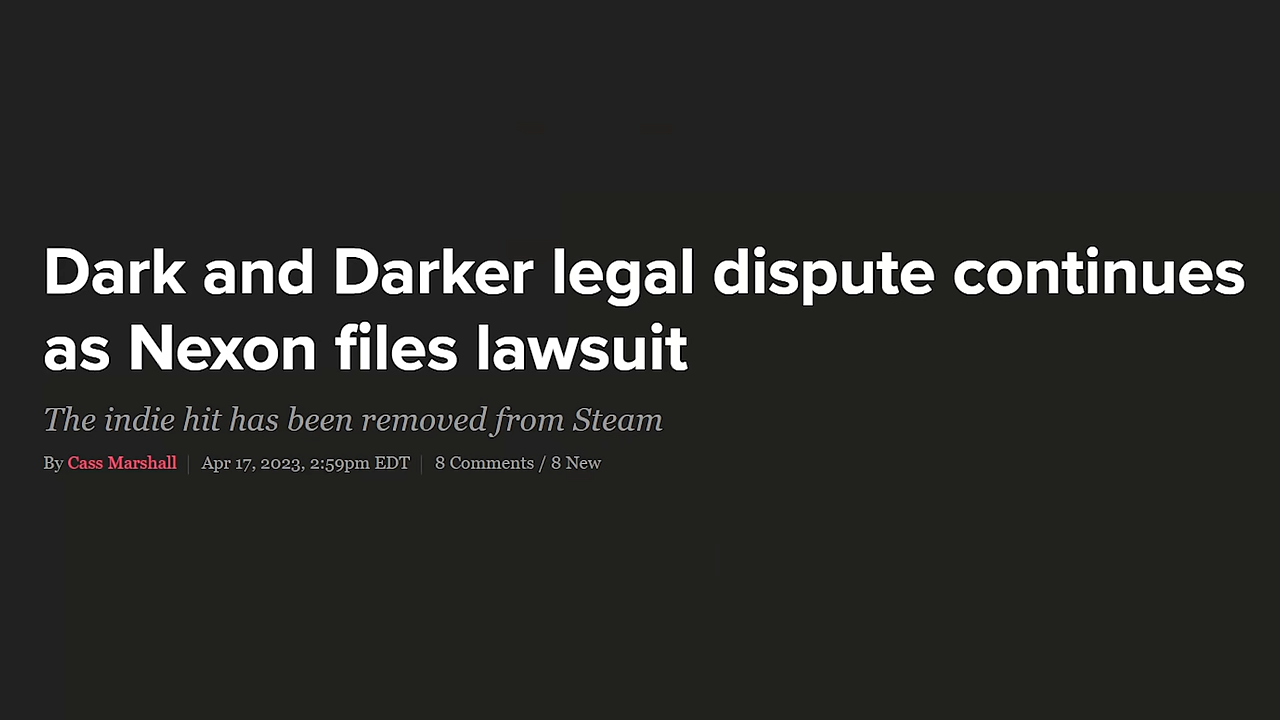 Dark and Darker legal dispute continues
as Nexon files lawsuit
The indie hit has been removed from Steam
By Cass Marshall | Apr 17, 2023, 2:59pm EDT | 8 Comments / 8 New